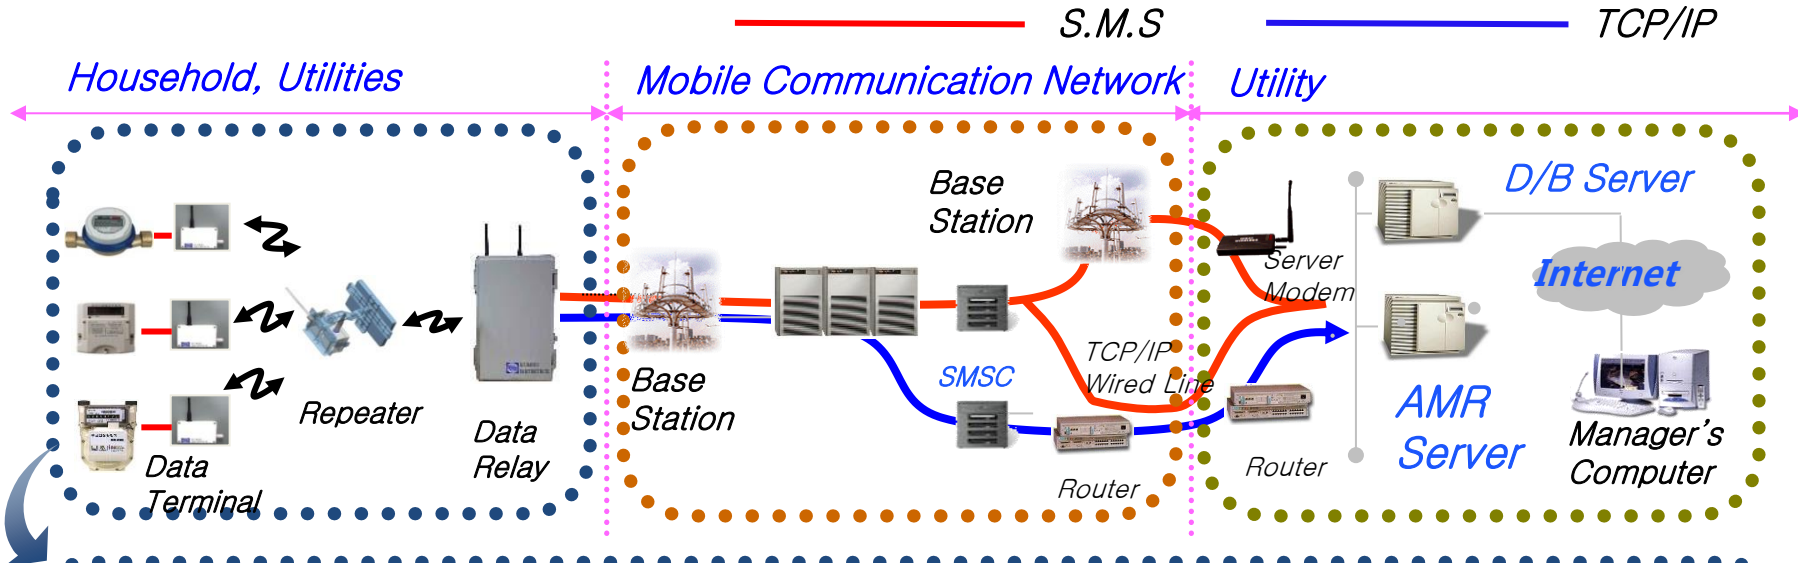 S.M.S
TCP/IP
Household, Utilities
Mobile Communication Network
Utility
Base
Station
D/B Server
Server
Modem
Internet
Base
Station
SMSC
TCP/IP
Wired Line
Repeater
Data
Relay
Data
Terminal
Router
Router
AMR
Server
Manager's
Computer